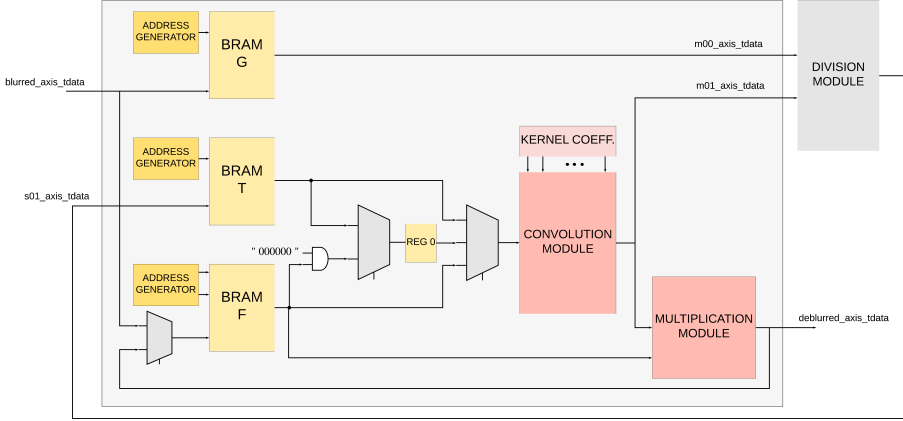 ADDRESS
GENERATOR
BRAM
G
m00_axis_tdata
blurred_axis_tdata
DIVISION
MODULE
m01_axis_tdata
ADDRESS
GENERATOR
BRAM
T
KERNEL COEFF.
s01_axis_tdata
CONVOLUTION
MODULE
REG 0
" 000000 "
ADDRESS
GENERATOR
BRAM
F
MULTIPLICATION
MODULE
deblurred_axis_tdata